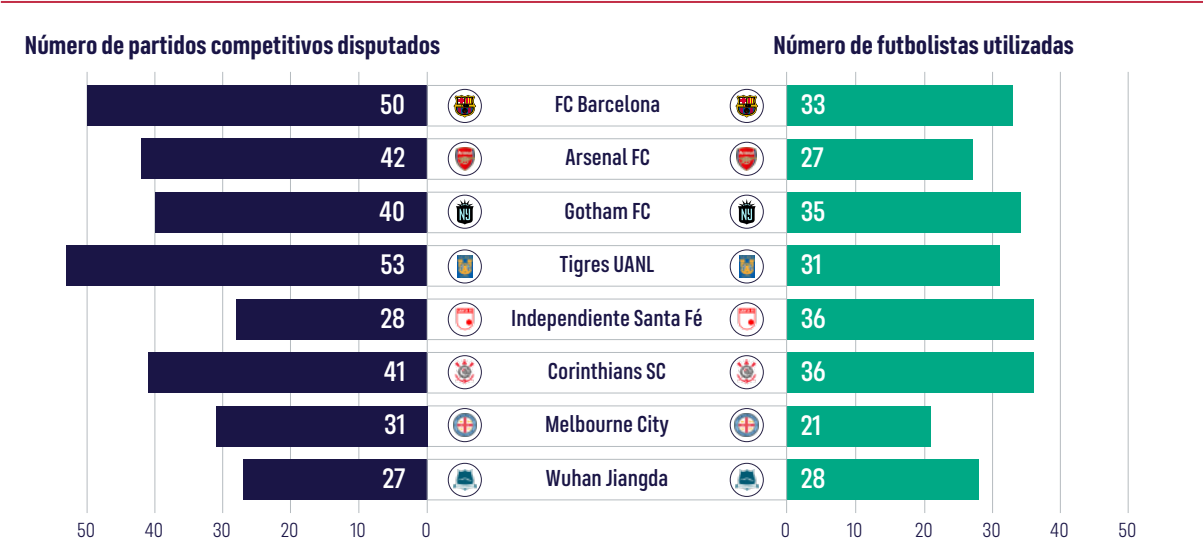 Número de partidos competitivos disputados
Número de futbolistas utilizadas
50 FC Barcelona 33
42 Arsenal FC 27
40 Gotham FC 35
53 Tigres UANL 31
28 Independiente Santa Fé 36
41 Corinthians SC 36
31 Melbourne City 21
27 Wuhan Jiangda 28
50 40 30 20 10 0
0 10 20 30 40 50